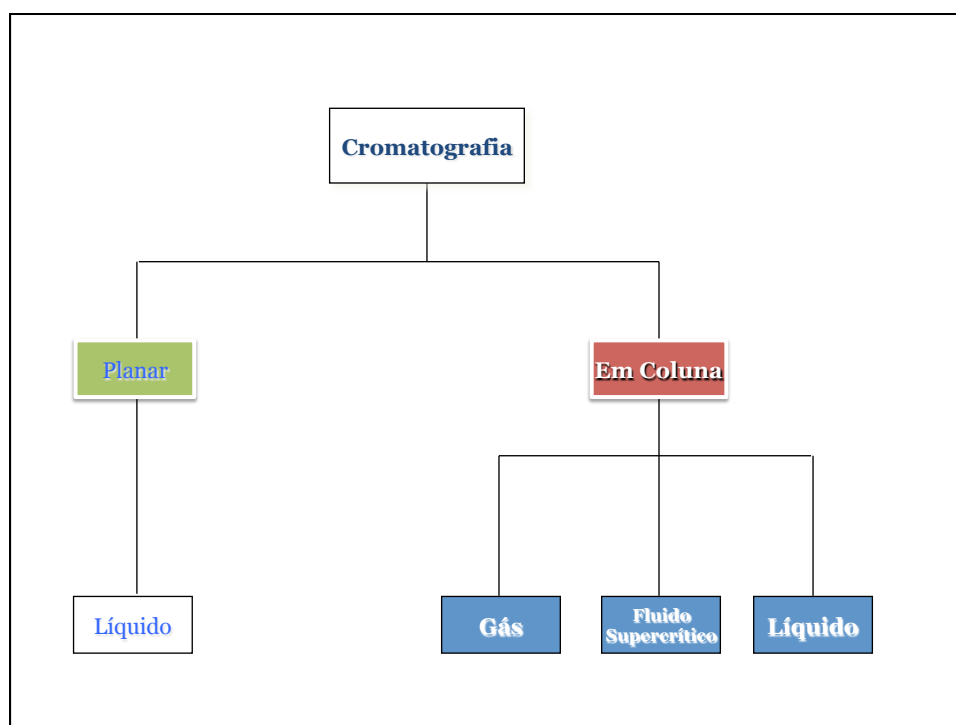 Cromatografia
Planar
Em Coluna
Líquido
Gás
Fluido
Supercrítico
Líquido